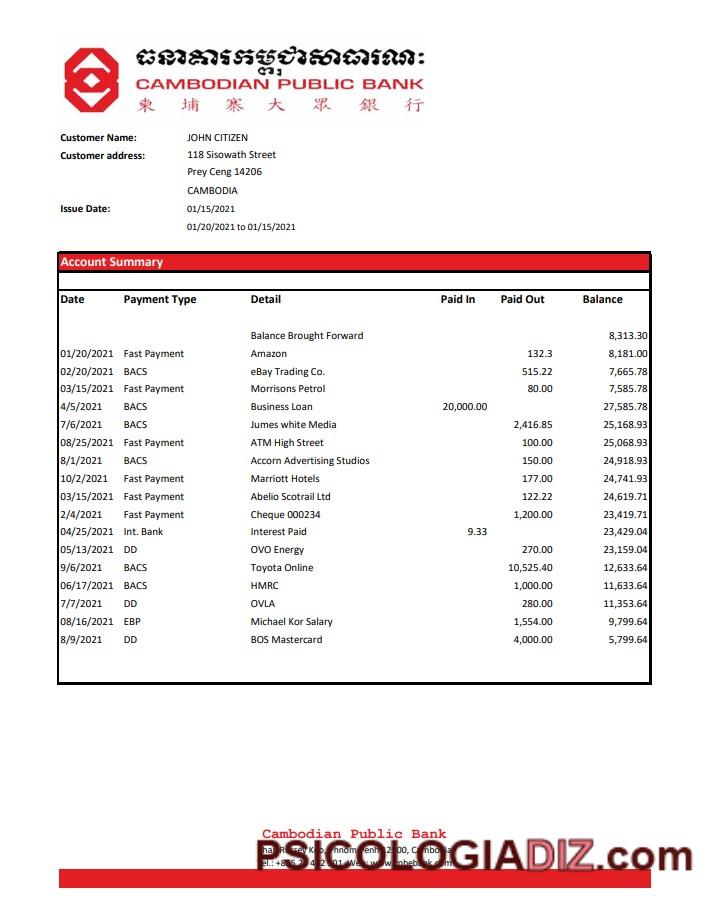 ធនាគារកម្ពុជាសាធារណៈ
CAMBODIAN PUBLIC BANK
柬 埔 寨 大 眾 銀 行
Customer Name: JOHN CITIZEN
Customer address: 118 Sisowath Street
Prey Ceng 14206
CAMBODIA
Issue Date: 01/15/2021
01/20/2021 to 01/15/2021
Account Summary
Date Payment Type Detail Paid In Paid Out Balance
Balance Brought Forward 8,313.30
01/20/2021 Fast Payment Amazon 132.3 8,181.00
02/20/2021 BACS eBay Trading Co. 515.22 7,665.78
03/15/2021 Fast Payment Morrisons Petrol 80.00 7,585.78
4/5/2021 BACS Business Loan 20,000.00 27,585.78
7/6/2021 BACS Jumes white Media 2,416.85 25,168.93
08/25/2021 Fast Payment ATM High Street 100.00 25,068.93
8/1/2021 BACS Accorn Advertising Studios 150.00 24,918.93
10/2/2021 Fast Payment Marriott Hotels 177.00 24,741.93
03/15/2021 Fast Payment Abelio Scotrail Ltd 122.22 24,619.71
2/4/2021 Fast Payment Cheque 000234 1,200.00 23,419.71
04/25/2021 Int. Bank Interest Paid 9.33 23,429.04
05/13/2021 DD OVO Energy 270.00 23,159.04
9/6/2021 BACS Toyota Online 10,525.40 12,633.64
06/17/2021 BACS HMRC 1,000.00 11,633.64
7/7/2021 DD OVLA 280.00 11,353.64
08/16/2021 EBP Michael Kor Salary 1,554.00 9,799.64
8/9/2021 DD BOS Mastercard 4,000.00 5,799.64
Cambodian Public Bank
PSICOLOGIADIZ.com